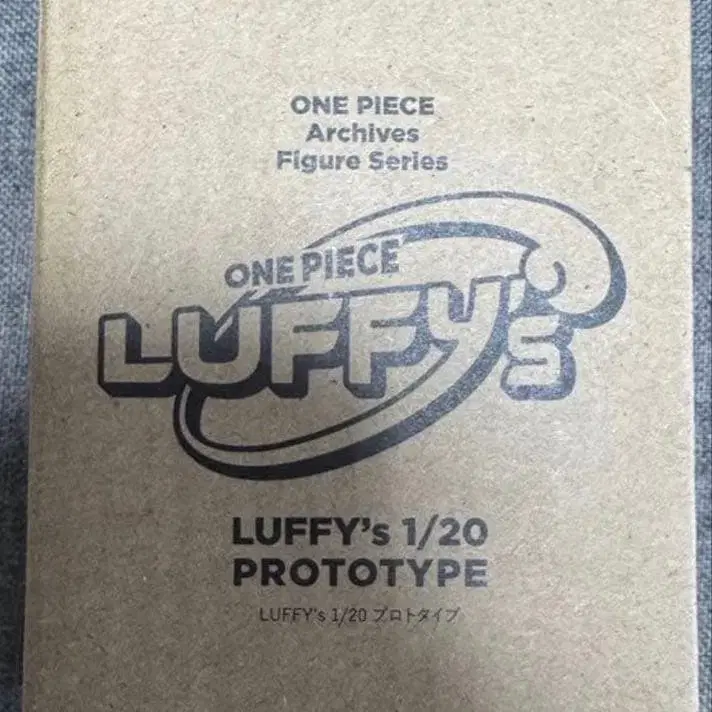 ONE PIECE
Archives
Figure Series
ONE PIECE
LUFFY's
LUFFY's 1/20
PROTOTYPE
LUFFY's 1/20 プロトタイプ